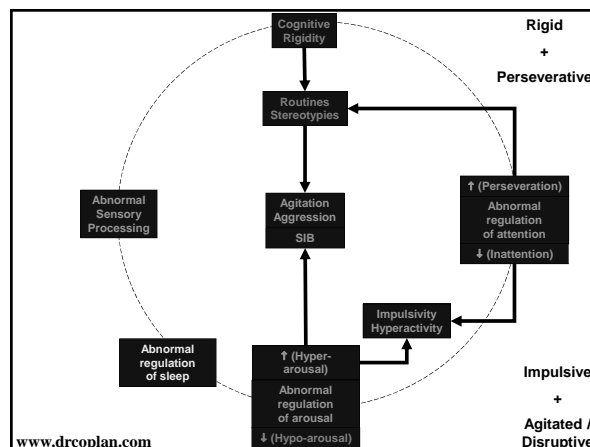 Cognitive
Rigidity
Rigid
+
Perseverative
Routines
Stereotypes
↑ (Perseveration)
Abnormal
regulation
of attention
↓ (Inattention)
Abnormal
Sensory
Processing
Agitation
Aggression
SIB
Impulsivity
Hyperactivity
Abnormal
regulation
of sleep
↑ (Hyper-
arousal)
Abnormal
regulation
of arousal
↓ (Hypo-arousal)
Impulsive
+
Agitated /
Disruptive
www.drcoplan.com